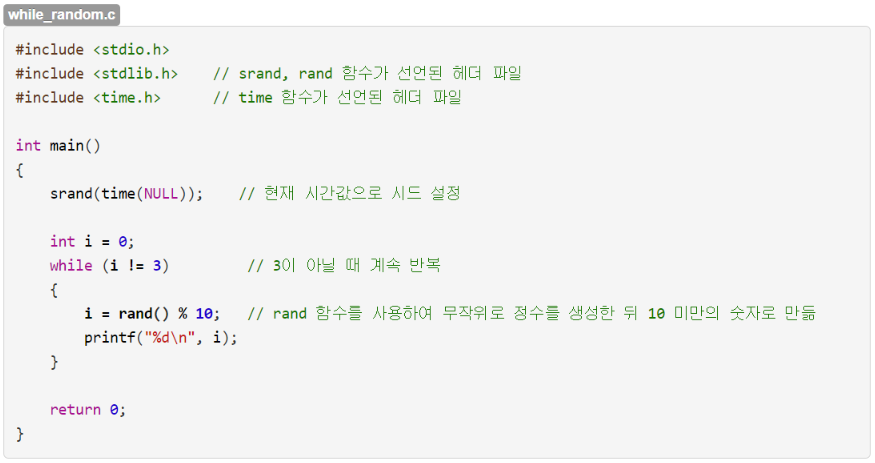 while_random.c
#include <stdio.h>
#include <stdlib.h>    // srand, rand 함수가 선언된 헤더 파일
#include <time.h>      // time 함수가 선언된 헤더 파일
int main()
{
    srand(time(NULL));    // 현재 시간값으로 시드 설정
    int i = 0;
    while (i != 3)         // 3이 아닐 때 계속 반복
    {
        i = rand() % 10;   // rand 함수를 사용하여 무작위로 정수를 생성한 뒤 10 미만의 숫자로 만듦
        printf("%d\n", i);
    }
    return 0;
}